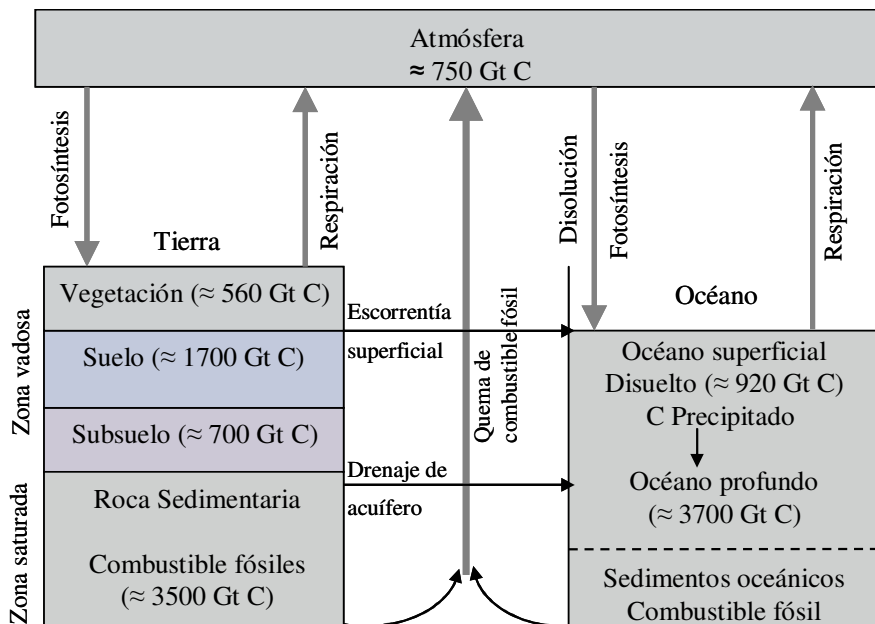 Atmósfera
≈ 750 Gt C
Fotosíntesis
Respiración
Disolución
Fotosíntesis
Respiración
Tierra
Océano
Zona vadosa
Vegetación (≈ 560 Gt C)
Suelo (≈ 1700 Gt C)
Subsuelo (≈ 700 Gt C)
Zona saturada
Roca Sedimentaria
Combustible fósiles
(≈ 3500 Gt C)
Escorrentía
superficial
Drenaje de
acuífero
Quema de
combustible fósil
Océano superficial
Disuelto (≈ 920 Gt C)
C Precipitado
Océano profundo
(≈ 3700 Gt C)
Sedimentos oceánicos
Combustible fósil